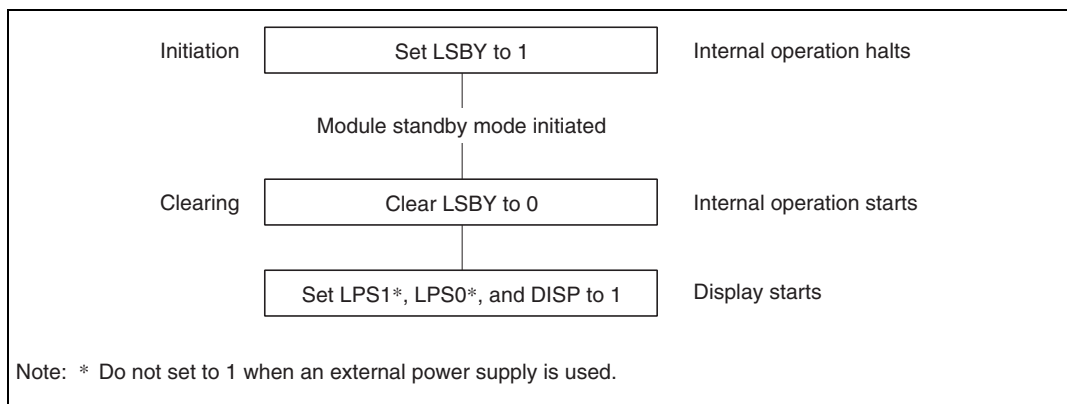 Initiation
Set LSBY to 1
Internal operation halts
Module standby mode initiated
Clearing
Clear LSBY to 0
Internal operation starts
Set LPS1*, LPS0*, and DISP to 1
Display starts
Note: * Do not set to 1 when an external power supply is used.